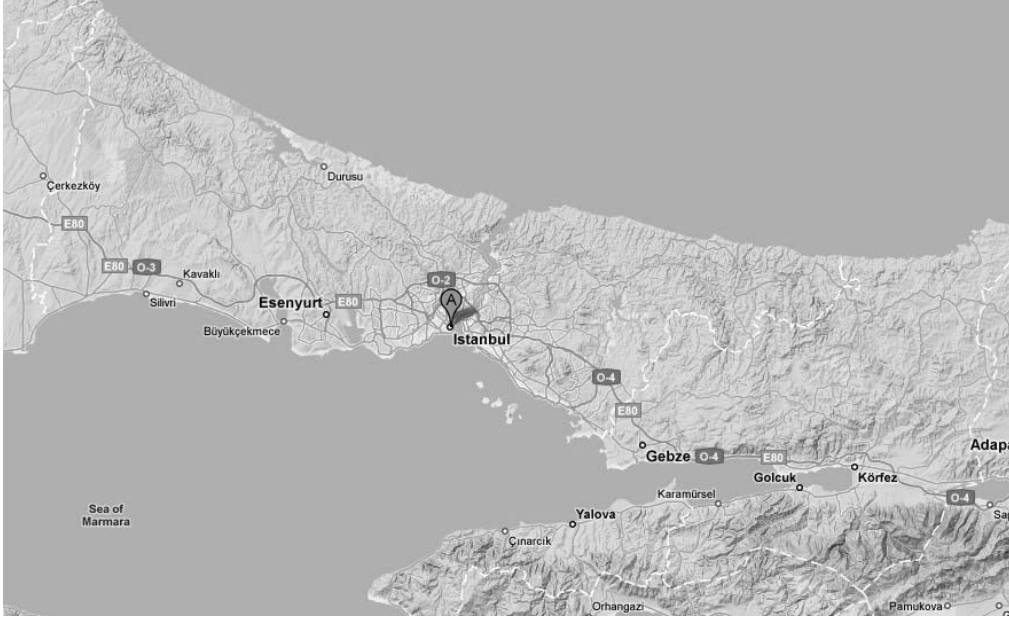 Durusu
Çerkezköy
E80
E80
O-3
Kavaklı
O-2
Silivri
Esenyurt
E80
A
Büyükçekmece
Istanbul
O-4
E80
Gebze
O-4
E80
Adapa
Golcuk
Körfez
Karamürsel
O-4
Sea of
Marmara
Yalova
Sap
Çınarcık
Orhangazi
Pamukova